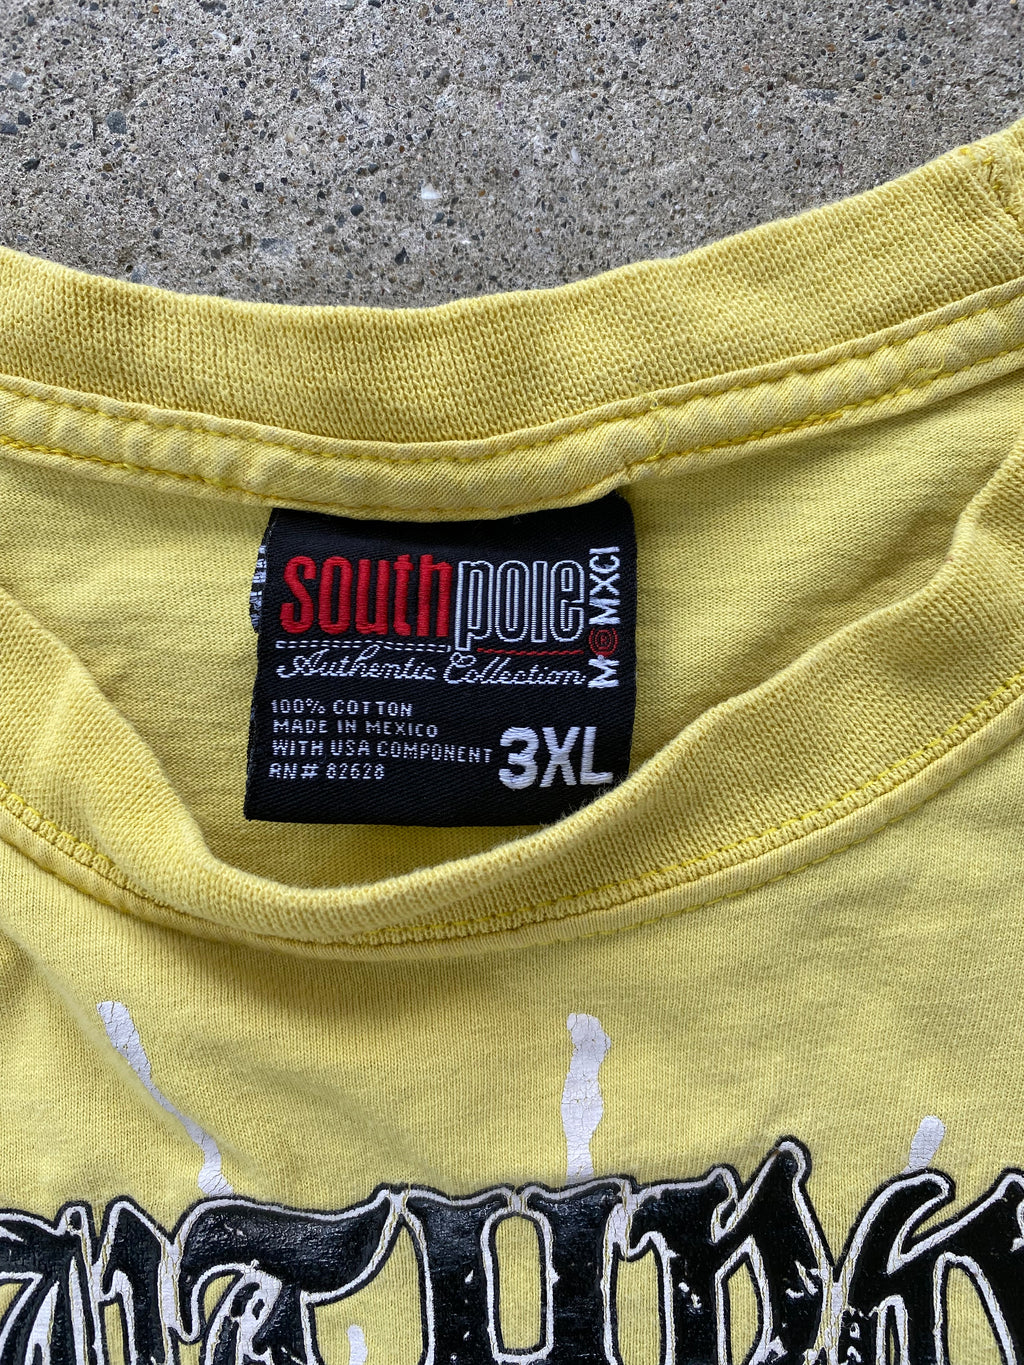 southpole
Authentic Collection
M®MXCI
100% COTTON
MADE IN MEXICO
WITH USA COMPONENT
RN# 82628
3XL